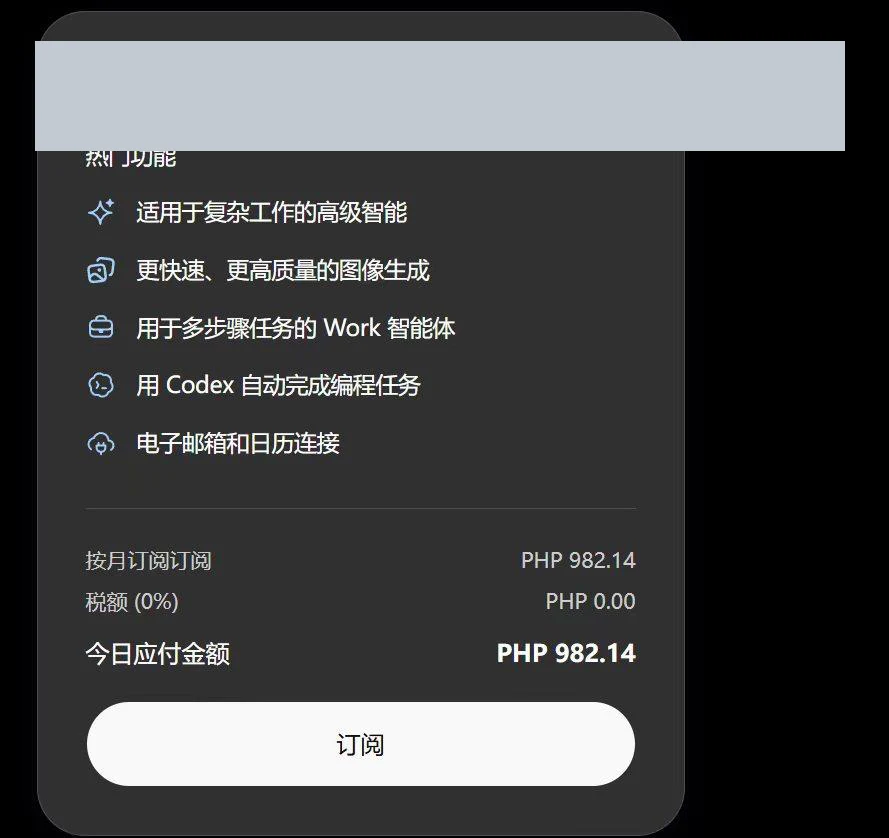 热门功能
适用于复杂工作的高级智能
更快速、更高质量的图像生成
用于多步骤任务的 Work 智能体
用 Codex 自动完成编程任务
电子邮箱和日历连接
按月订阅订阅 PHP 982.14
税额 (0%) PHP 0.00
今日应付金额 PHP 982.14
订阅